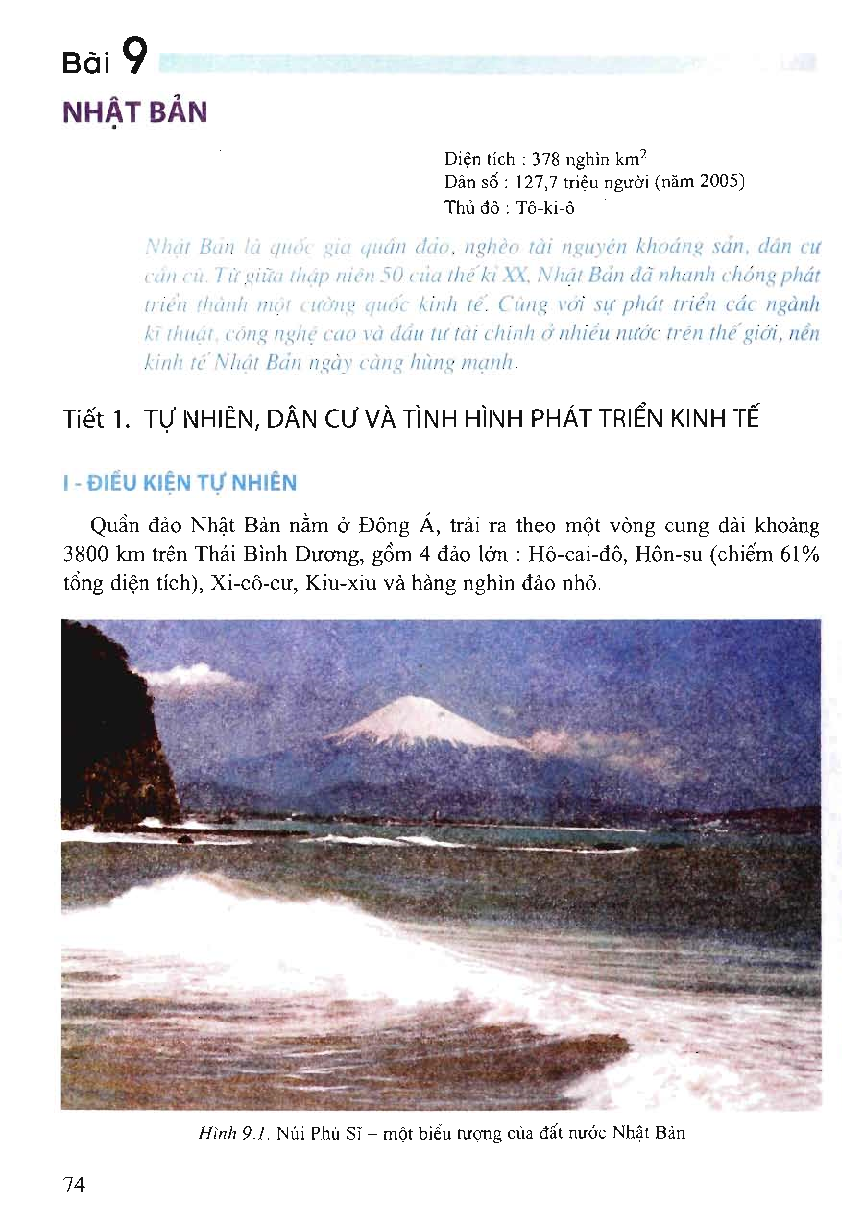 Bài 9
NHẬT BẢN
Diện tích : 378 nghìn km²
Dân số : 127,7 triệu người (năm 2005)
Thủ đô : Tô-ki-ô
Nhật Bản là quốc gia quần đảo, nghèo tài nguyên khoáng sản, dân cư
cần cù. Từ giữa thập niên 50 của thế kỉ XX, Nhật Bản đã nhanh chóng phát
triển thành một cường quốc kinh tế. Cùng với sự phát triển các ngành
kĩ thuật, công nghệ cao và đầu tư tài chính ở nhiều nước trên thế giới, nền
kinh tế Nhật Bản ngày càng hùng mạnh.
Tiết 1. TỰ NHIÊN, DÂN CƯ VÀ TÌNH HÌNH PHÁT TRIỂN KINH TẾ
I - ĐIỀU KIỆN TỰ NHIÊN
Quần đảo Nhật Bản nằm ở Đông Á, trải ra theo một vòng cung dài khoảng
3800 km trên Thái Bình Dương, gồm 4 đảo lớn : Hô-cai-đô, Hôn-su (chiếm 61%
tổng diện tích), Xi-cô-cư, Kiu-xiu và hàng nghìn đảo nhỏ.
Hình 9.1. Núi Phú Sĩ – một biểu tượng của đất nước Nhật Bản
74